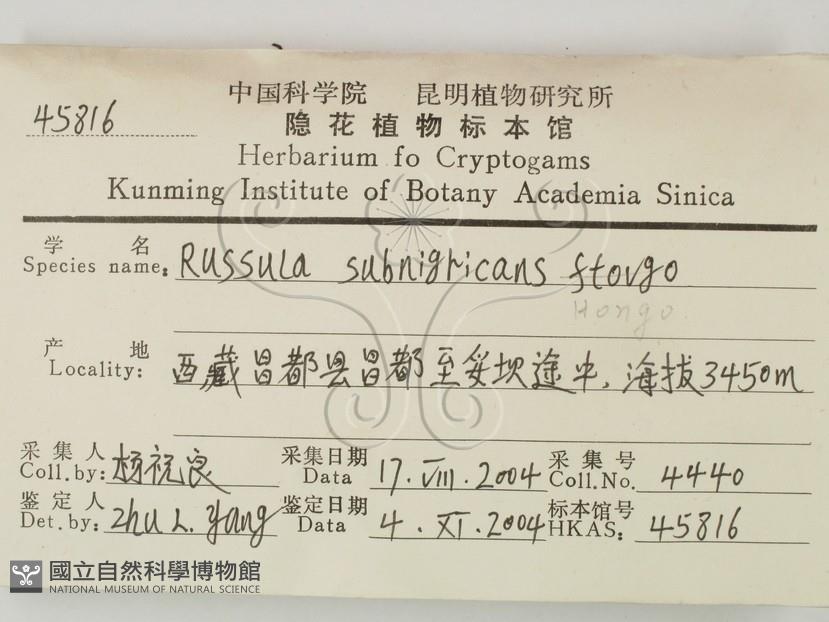 45816
中国科学院 昆明植物研究所
隐花植物标本馆
Herbarium fo Cryptogams
Kunming Institute of Botany Academia Sinica
学 名
Species name: Russula subnigricans ftovgo
Hongo.
产 地
Locality: 西藏昌都县昌都至妥坝途中, 海拔3450m
采集人 杨祝良 采集日期 17.VIII.2004 采集号 4440
Coll.by: Data Coll.No.
鉴定人 Zhu L. Yang 鉴定日期 4.XI.2004 标本馆号 45816
Det.by: Data HKAS:
國立自然科學博物館
NATIONAL MUSEUM OF NATURAL SCIENCE